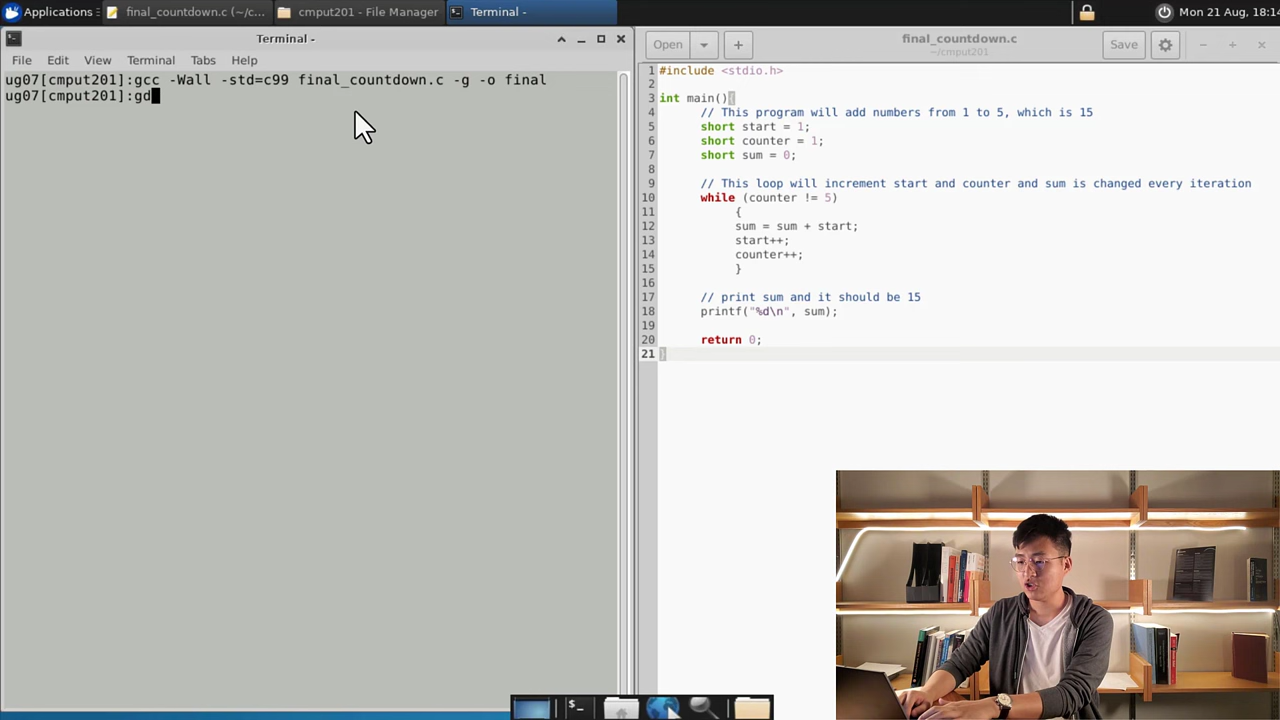 Applications
final_countdown.c (~/c...
cmput201 - File Manager
Terminal -
Mon 21 Aug, 18:14
Terminal -
File Edit View Terminal Tabs Help
ug07[cmput201]:gcc -Wall -std=c99 final_countdown.c -g -o final
ug07[cmput201]:gd
Open
Save
final_countdown.c
~/cmput201
1 #include <stdio.h>
2
3 int main(){
4 // This program will add numbers from 1 to 5, which is 15
5 short start = 1;
6 short counter = 1;
7 short sum = 0;
8
9 // This loop will increment start and counter and sum is changed every iteration
10 while (counter != 5)
11 {
12 sum = sum + start;
13 start++;
14 counter++;
15 }
16
17 // print sum and it should be 15
18 printf("%d\n", sum);
19
20 return 0;
21 }